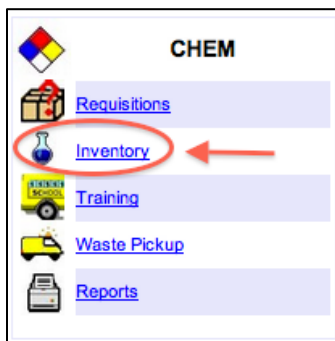 CHEM
Requisitions
Inventory
SCHOOL
Training
Waste Pickup
Reports